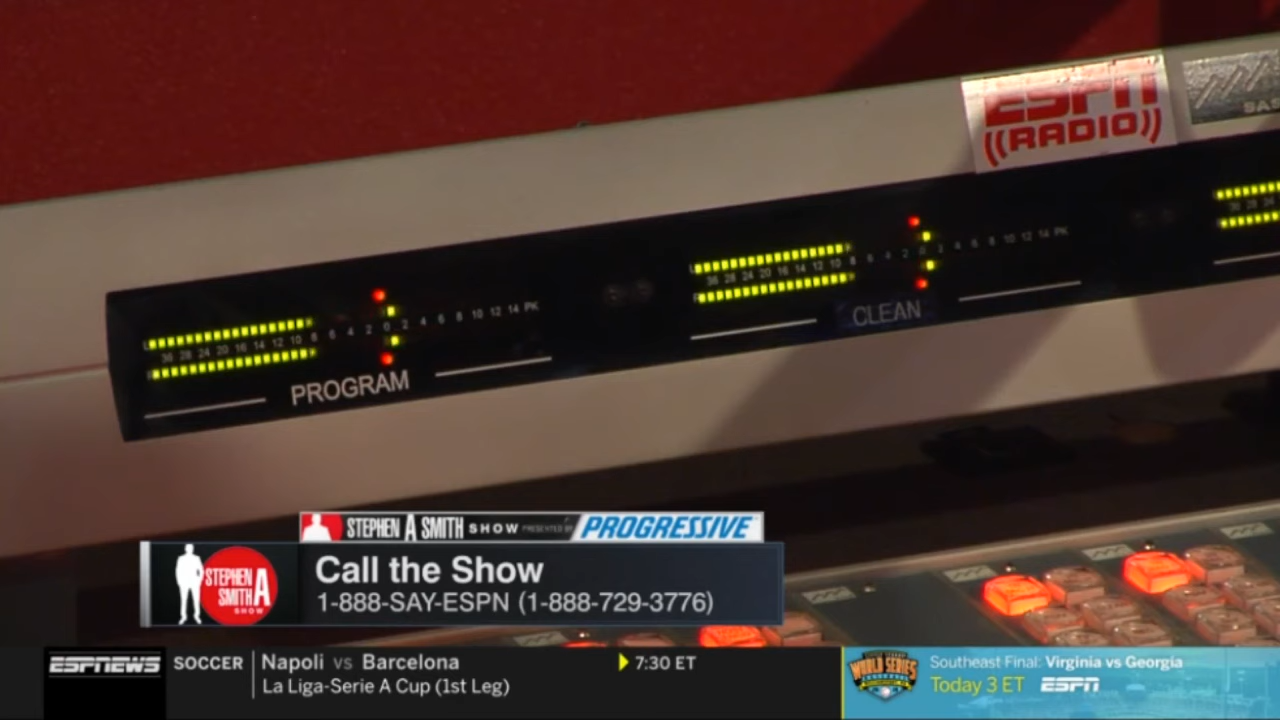 ESPN
((RADIO))
SAS
L 36 28 24 20 16 14 12 10 8 6 4 2 0 2 4 6 8 10 12 14 PK
R
CLEAN
36 28 24
36 28 24 20 16 14 12 10 8 6 4 2 0 2 4 6 8 10 12 14 PK
PROGRAM
STEPHEN A SMITH SHOW PRESENTED BY PROGRESSIVE
STEPHEN A
SMITH
SHOW
Call the Show
1-888-SAY-ESPN (1-888-729-3776)
ESPNEWS
SOCCER
Napoli vs Barcelona
7:30 ET
La Liga-Serie A Cup (1st Leg)
WORLD SERIES
Southeast Final: Virginia vs Georgia
Today 3 ET ESPN